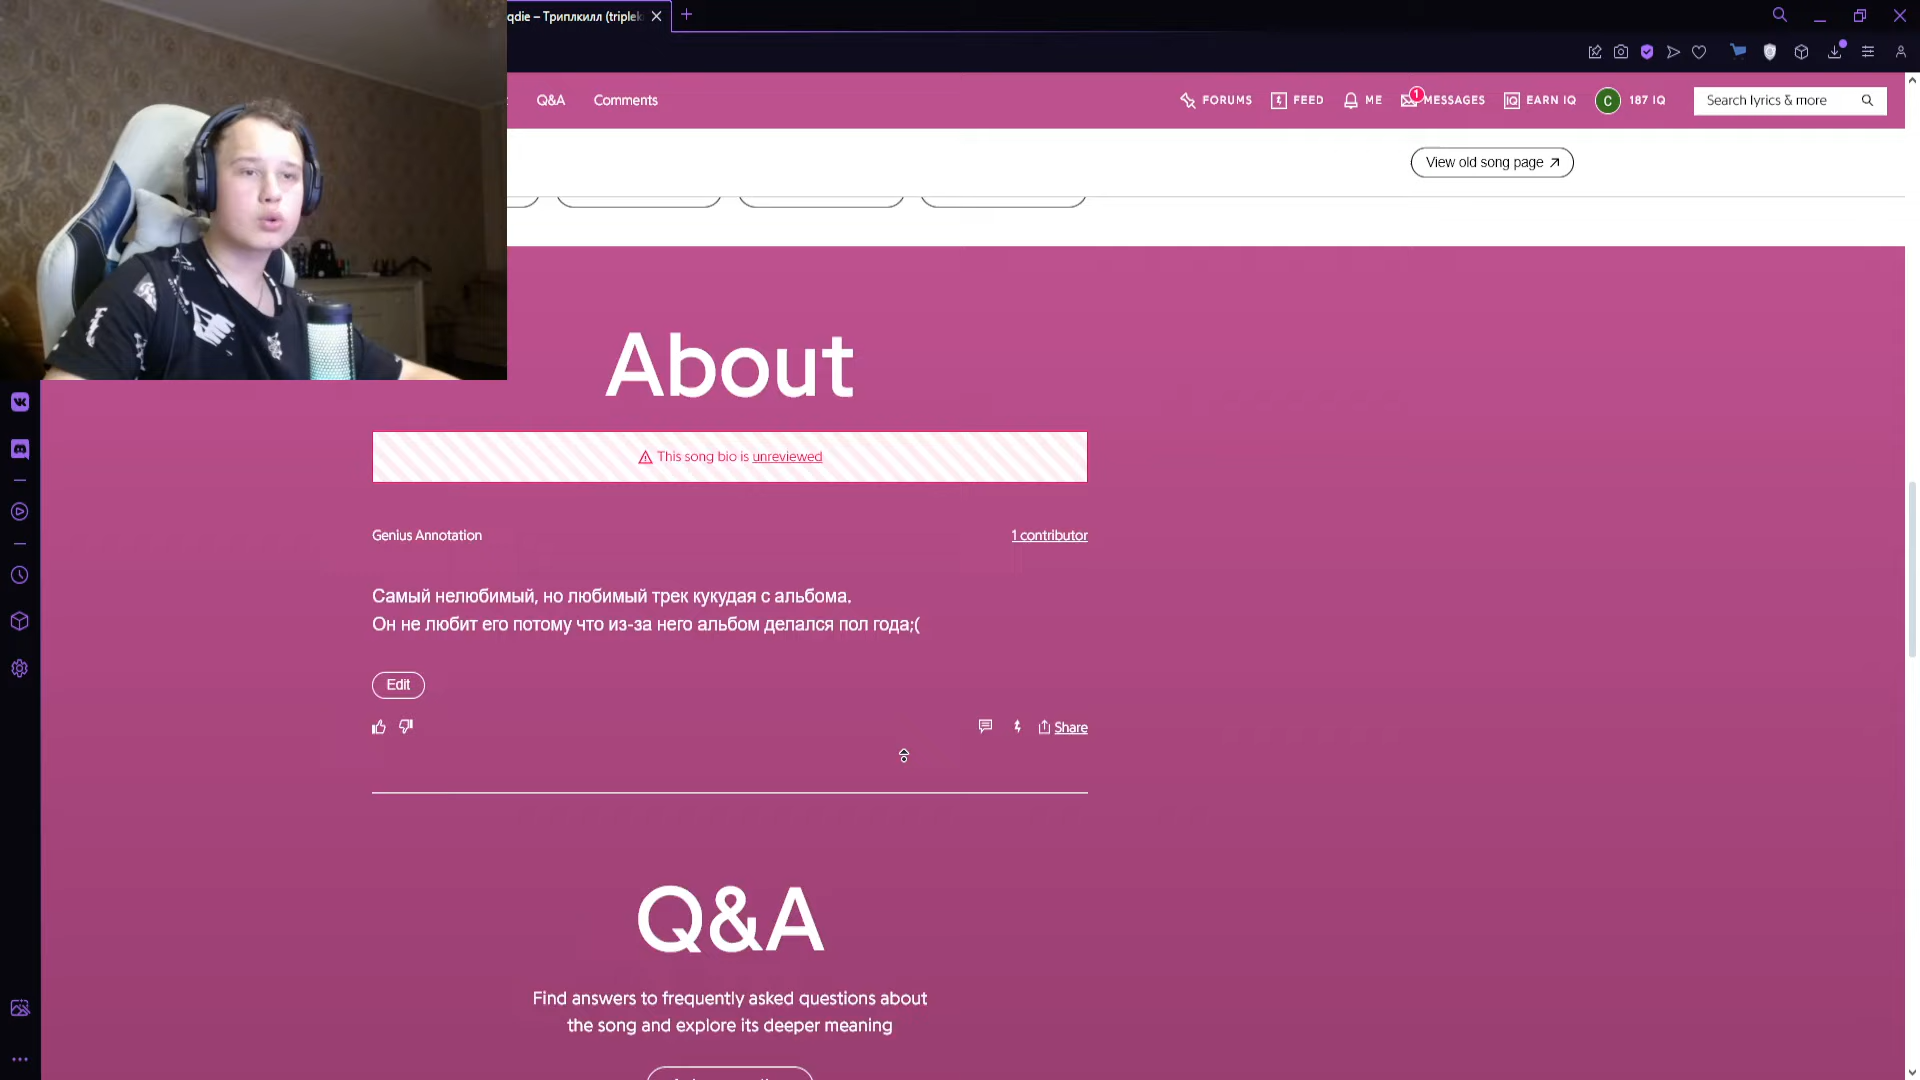 qdie – Триплкилл (triplek
Q&A
Comments
FORUMS
FEED
ME
1
MESSAGES
EARN IQ
C
187 IQ
Search lyrics & more
View old song page
About
This song bio is unreviewed
Genius Annotation
1 contributor
Самый нелюбимый, но любимый трек кукудая с альбома.
Он не любит его потому что из-за него альбом делался пол года;(
Edit
Share
Q&A
Find answers to frequently asked questions about
the song and explore its deeper meaning